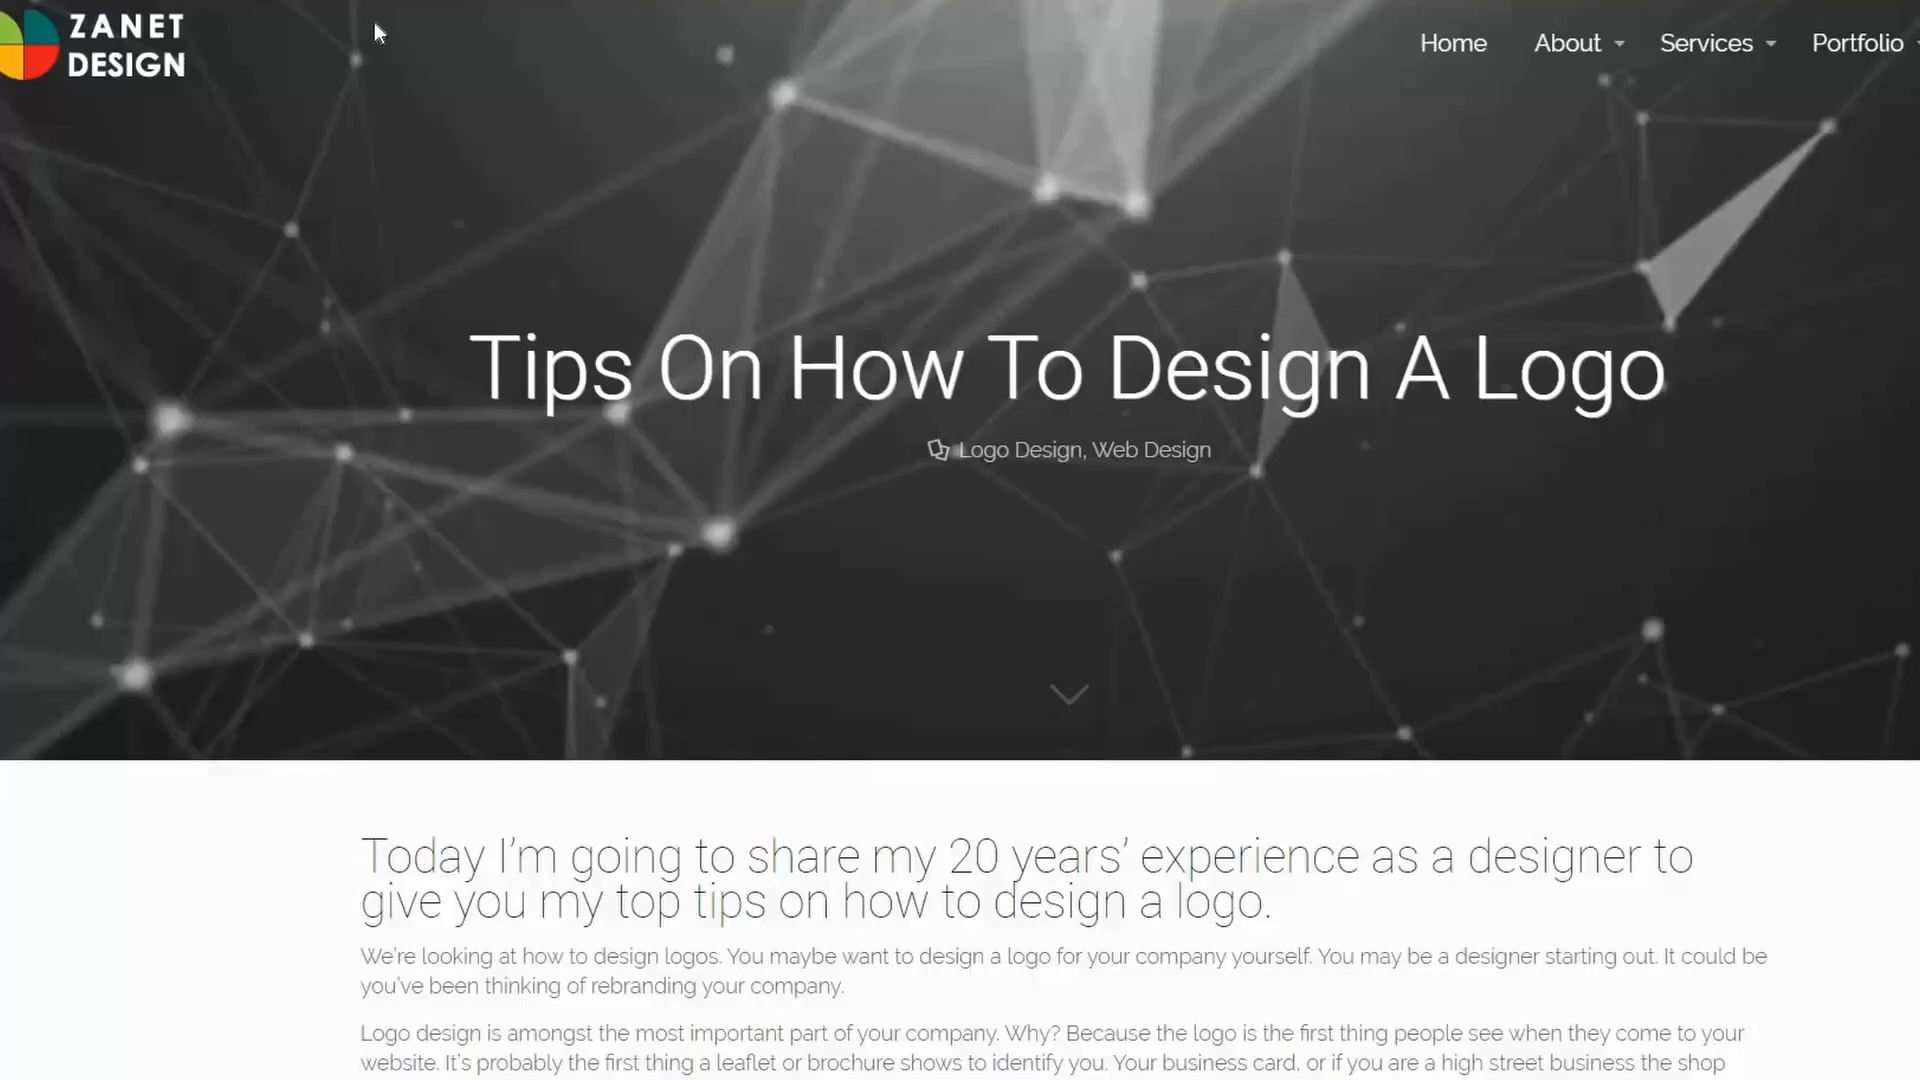 ZANET
DESIGN
Home About Services Portfolio
Tips On How To Design A Logo
Logo Design, Web Design
Today I’m going to share my 20 years’ experience as a designer to
give you my top tips on how to design a logo.
We’re looking at how to design logos. You maybe want to design a logo for your company yourself. You may be a designer starting out. It could be
you’ve been thinking of rebranding your company.
Logo design is amongst the most important part of your company. Why? Because the logo is the first thing people see when they come to your
website. It’s probably the first thing a leaflet or brochure shows to identify you. Your business card, or if you are a high street business the shop